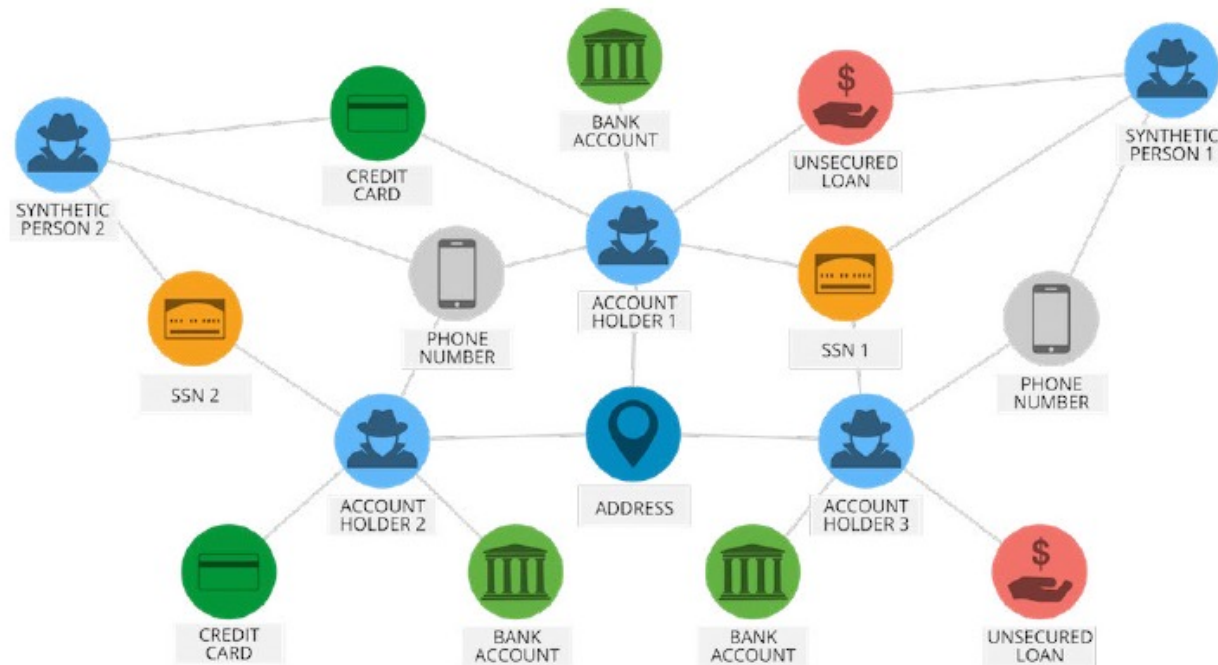 BANK
ACCOUNT
SYNTHETIC
PERSON 1
UNSECURED
LOAN
CREDIT
CARD
SYNTHETIC
PERSON 2
ACCOUNT
HOLDER 1
PHONE
NUMBER
SSN 1
SSN 2
PHONE
NUMBER
ACCOUNT
HOLDER 2
ADDRESS
ACCOUNT
HOLDER 3
CREDIT
CARD
BANK
ACCOUNT
BANK
ACCOUNT
UNSECURED
LOAN
$
$